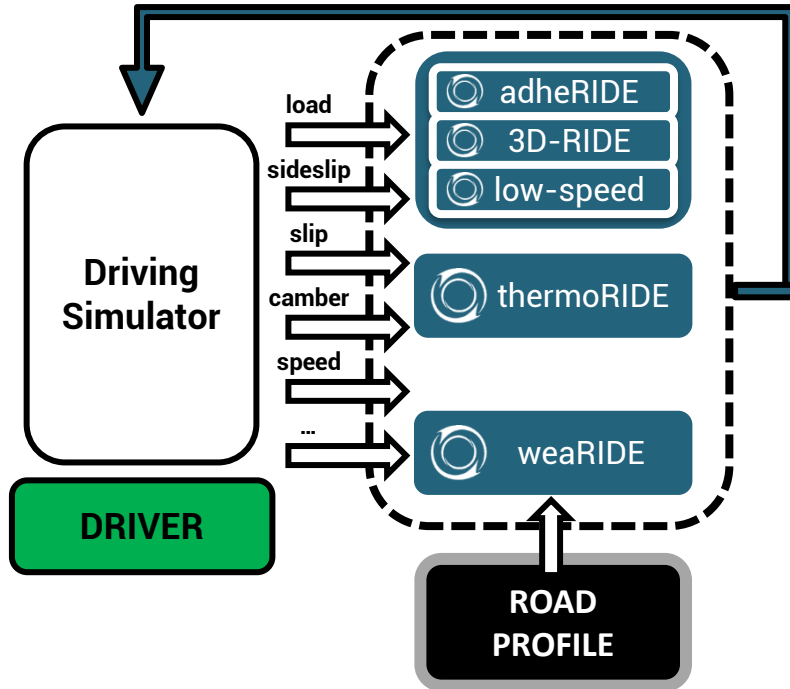 adheRIDE
load
3D-RIDE
sideslip
low-speed
slip
Driving
Simulator
thermoRIDE
camber
speed
...
weaRIDE
DRIVER
ROAD
PROFILE